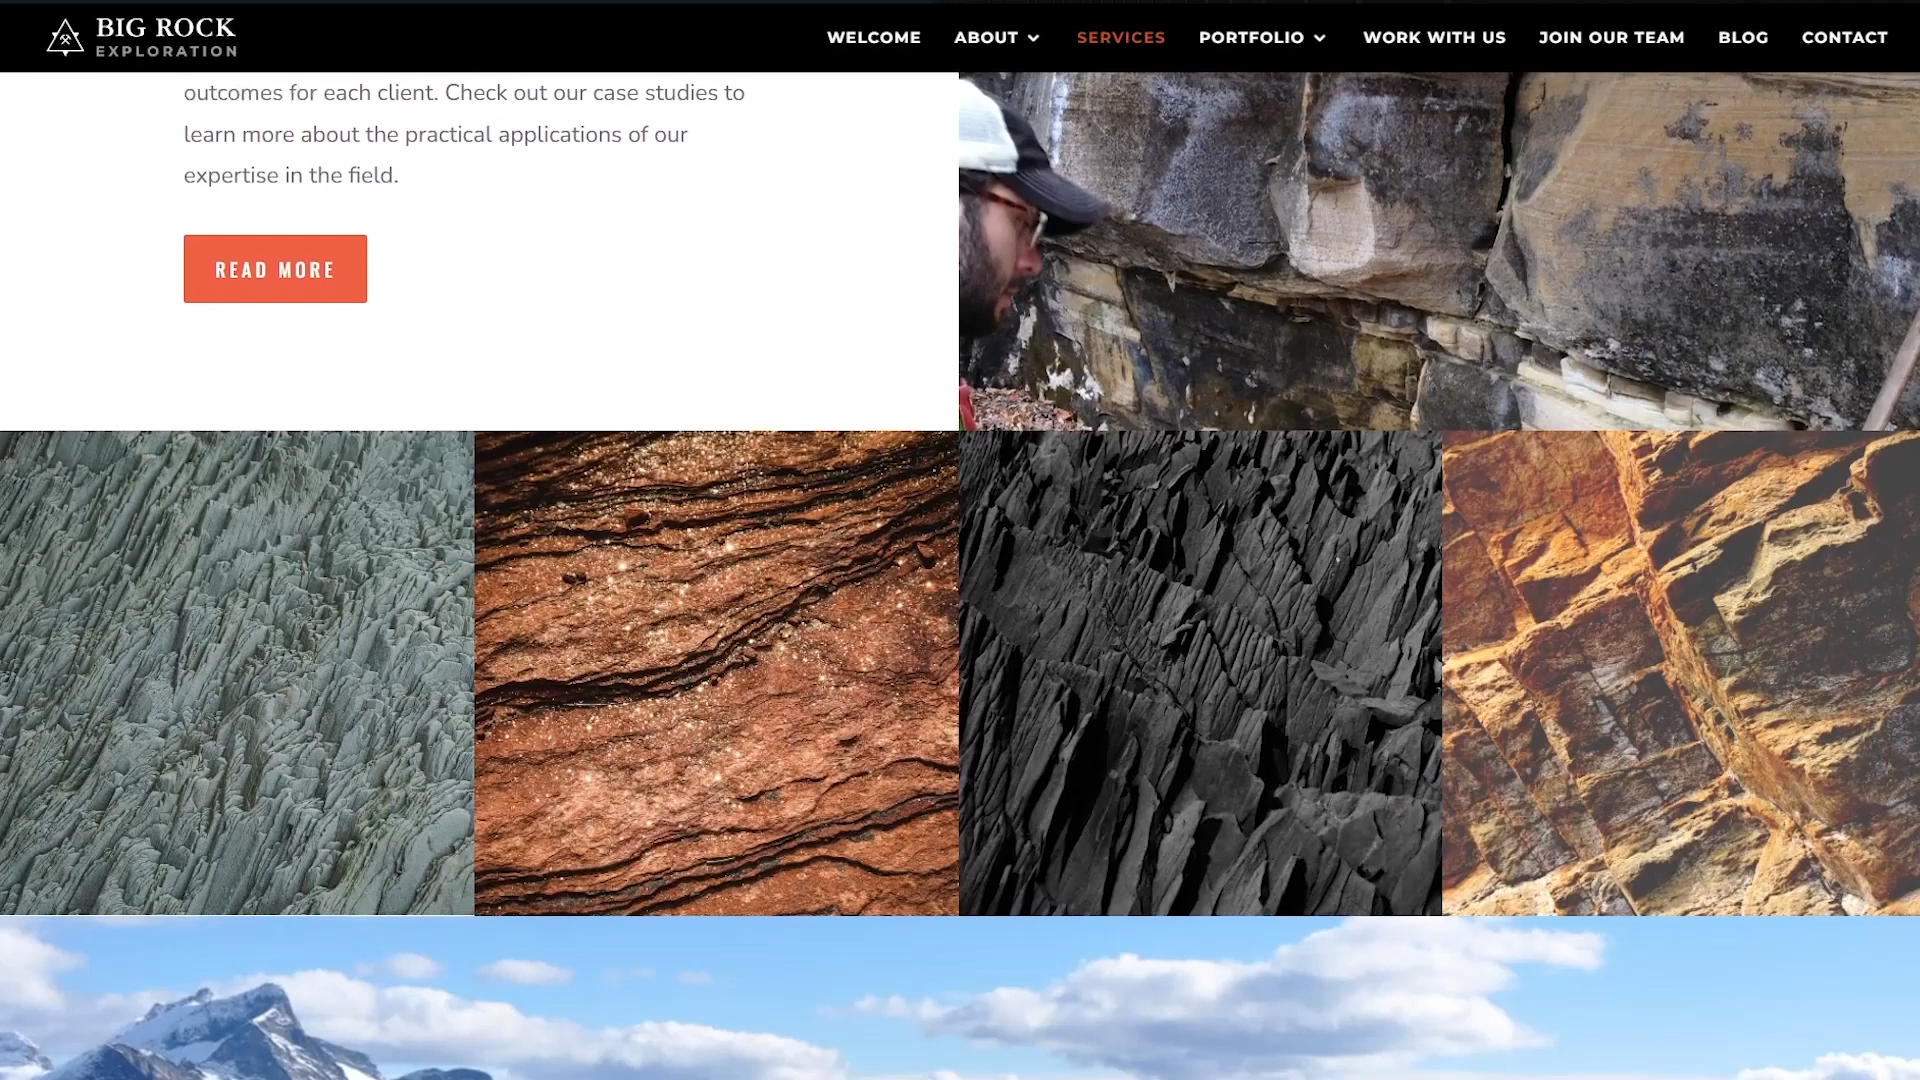 BIG ROCK
EXPLORATION
WELCOME ABOUT SERVICES PORTFOLIO WORK WITH US JOIN OUR TEAM BLOG CONTACT
outcomes for each client. Check out our case studies to
learn more about the practical applications of our
expertise in the field.
READ MORE